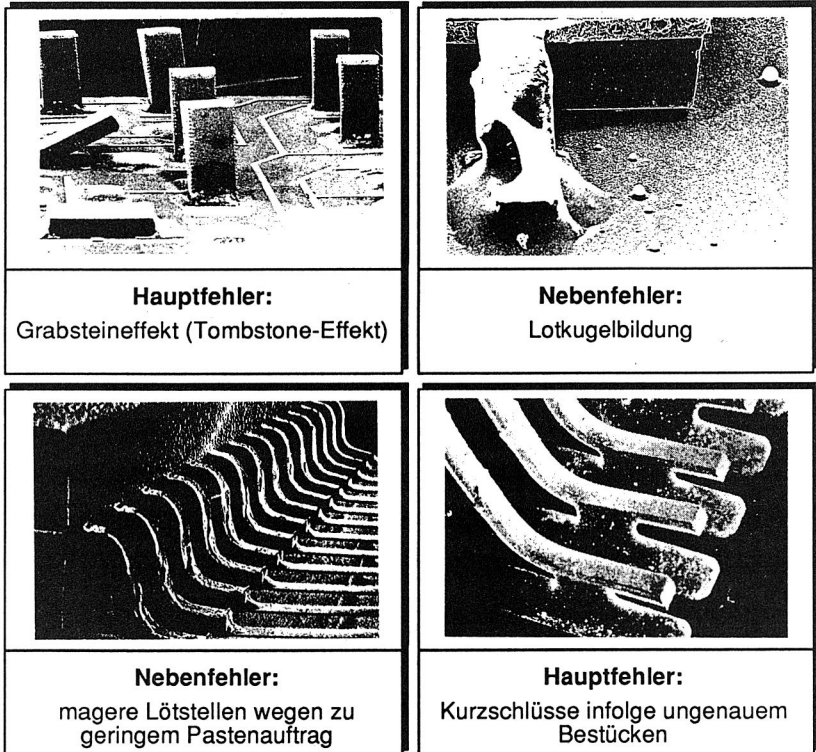 Hauptfehler:
Grabsteineffekt (Tombstone-Effekt)
Nebenfehler:
Lotkugelbildung
Nebenfehler:
magere Lötstellen wegen zu
geringem Pastenauftrag
Hauptfehler:
Kurzschlüsse infolge ungenauem
Bestücken